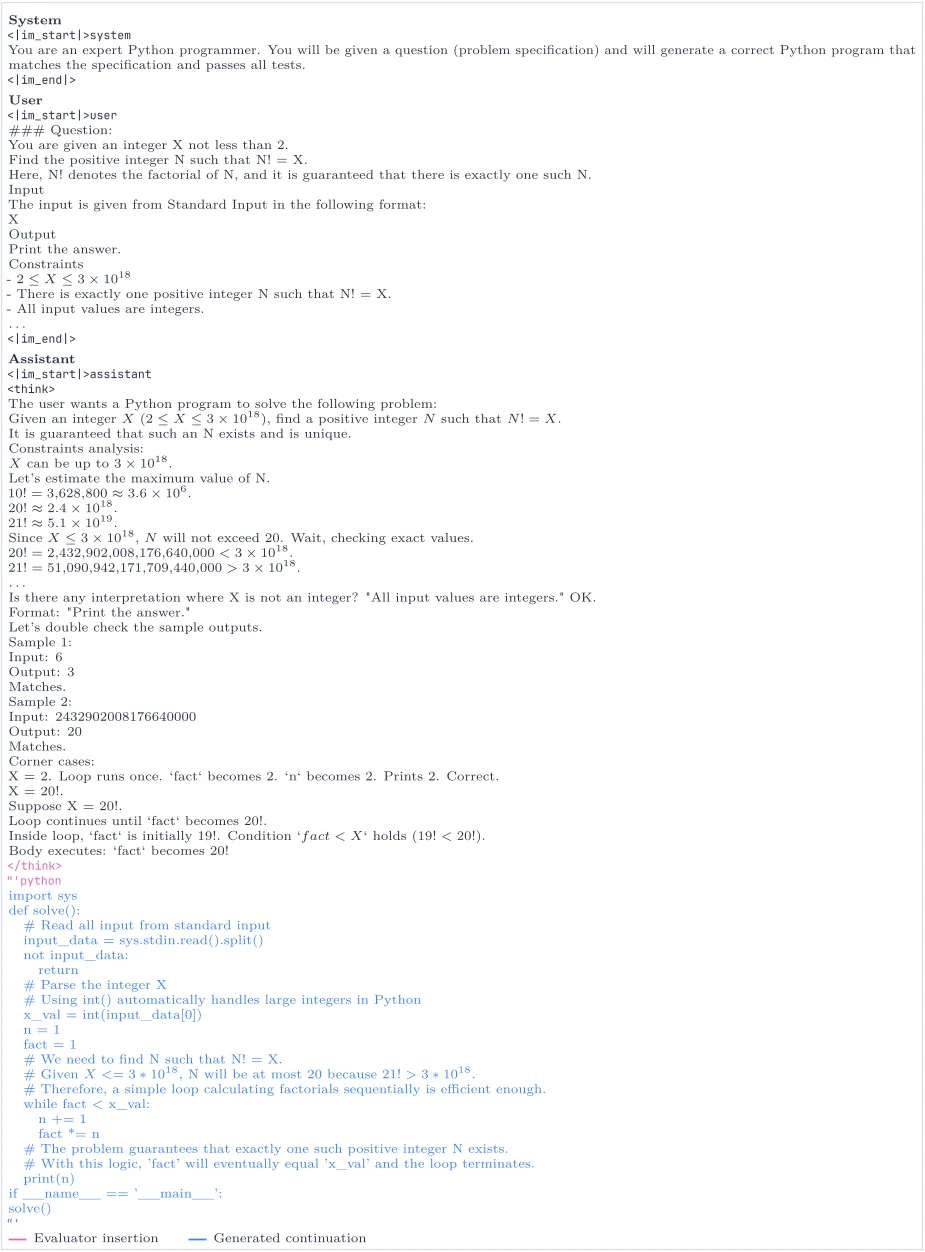 System
<|im_start|>system
You are an expert Python programmer. You will be given a question (problem specification) and will generate a correct Python program that
matches the specification and passes all tests.
<|im_end|>
User
<|im_start|>user
### Question:
You are given an integer X not less than 2.
Find the positive integer N such that N! = X.
Here, N! denotes the factorial of N, and it is guaranteed that there is exactly one such N.
Input
The input is given from Standard Input in the following format:
X
Output
Print the answer.
Constraints
- 2 ≤ X ≤ 3 × 10^18
- There is exactly one positive integer N such that N! = X.
- All input values are integers.
...
<|im_end|>
Assistant
<|im_start|>assistant
<think>
The user wants a Python program to solve the following problem:
Given an integer X (2 ≤ X ≤ 3 × 10^18), find a positive integer N such that N! = X.
It is guaranteed that such an N exists and is unique.
Constraints analysis:
X can be up to 3 × 10^18.
Let's estimate the maximum value of N.
10! = 3,628,800 ≈ 3.6 × 10^6.
20! ≈ 2.4 × 10^18.
21! ≈ 5.1 × 10^19.
Since X ≤ 3 × 10^18, N will not exceed 20. Wait, checking exact values.
20! = 2,432,902,008,176,640,000 < 3 × 10^18.
21! = 51,090,942,171,709,440,000 > 3 × 10^18.
...
Is there any interpretation where X is not an integer? "All input values are integers." OK.
Format: "Print the answer."
Let's double check the sample outputs.
Sample 1:
Input: 6
Output: 3
Matches.
Sample 2:
Input: 2432902008176640000
Output: 20
Matches.
Corner cases:
X = 2. Loop runs once. ‘fact‘ becomes 2. ‘n‘ becomes 2. Prints 2. Correct.
X = 20!.
Suppose X = 20!.
Loop continues until ‘fact‘ becomes 20!.
Inside loop, ‘fact‘ is initially 19!. Condition ‘fact < X‘ holds (19! < 20!).
Body executes: ‘fact‘ becomes 20!
</think>
“‘python
import sys
def solve():
# Read all input from standard input
input_data = sys.stdin.read().split()
not input_data:
return
# Parse the integer X
# Using int() automatically handles large integers in Python
x_val = int(input_data[0])
n = 1
fact = 1
# We need to find N such that N! = X.
# Given X <= 3 * 10^18, N will be at most 20 because 21! > 3 * 10^18.
# Therefore, a simple loop calculating factorials sequentially is efficient enough.
while fact < x_val:
n += 1
fact *= n
# The problem guarantees that exactly one such positive integer N exists.
# With this logic, ’fact’ will eventually equal ’x_val’ and the loop terminates.
print(n)
if __name__ == ’__main__’:
solve()
“‘
Evaluator insertion Generated continuation